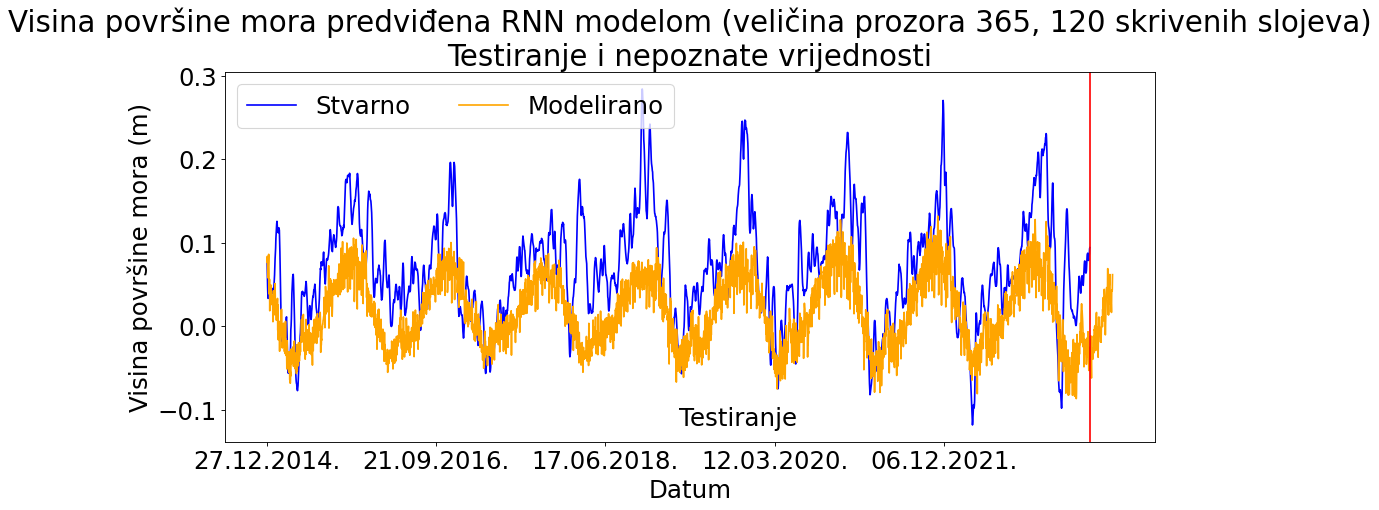 Visina površine mora predviđena RNN modelom (veličina prozora 365, 120 skrivenih slojeva)
Testiranje i nepoznate vrijednosti
Visina površine mora (m)
0.3
0.2
0.1
0.0
−0.1
Stvarno Modelirano
Testiranje
27.12.2014. 21.09.2016. 17.06.2018. 12.03.2020. 06.12.2021.
Datum